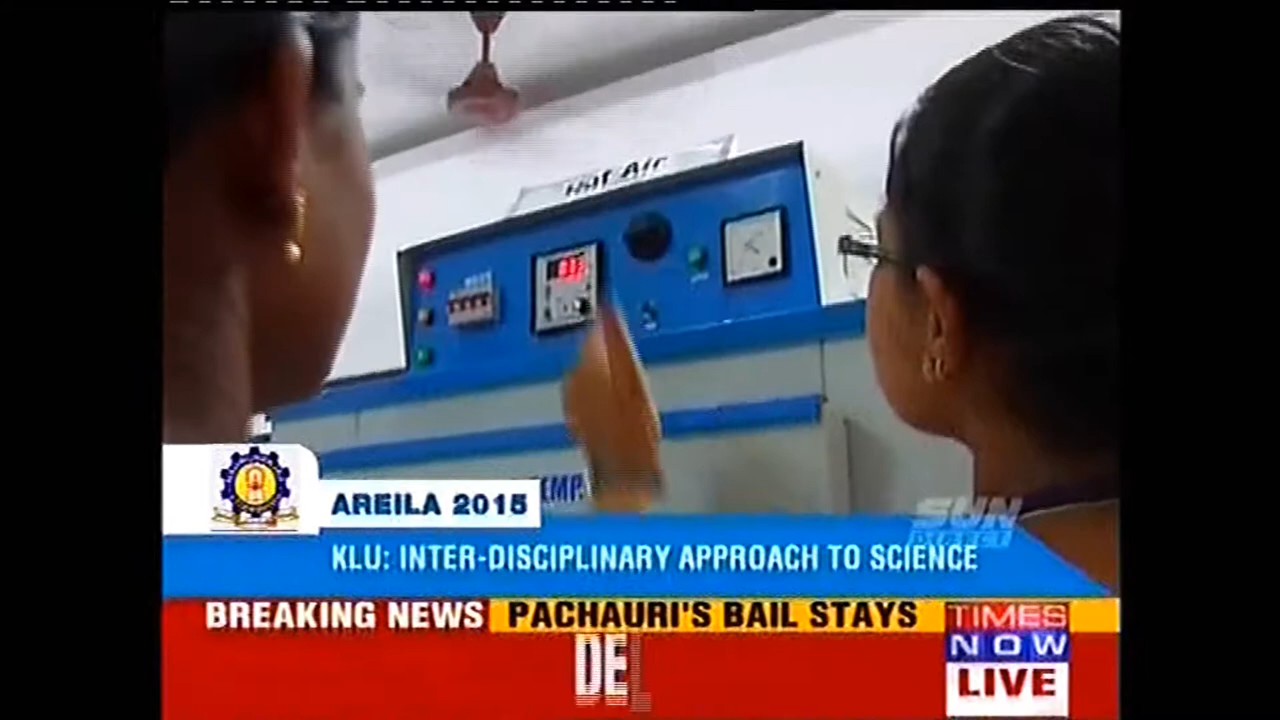 Hot Air
AREILA 2015
SUN
DIRECT
KLU: INTER-DISCIPLINARY APPROACH TO SCIENCE
BREAKING NEWS PACHAURI'S BAIL STAYS
TIMES
NOW
LIVE
DEL